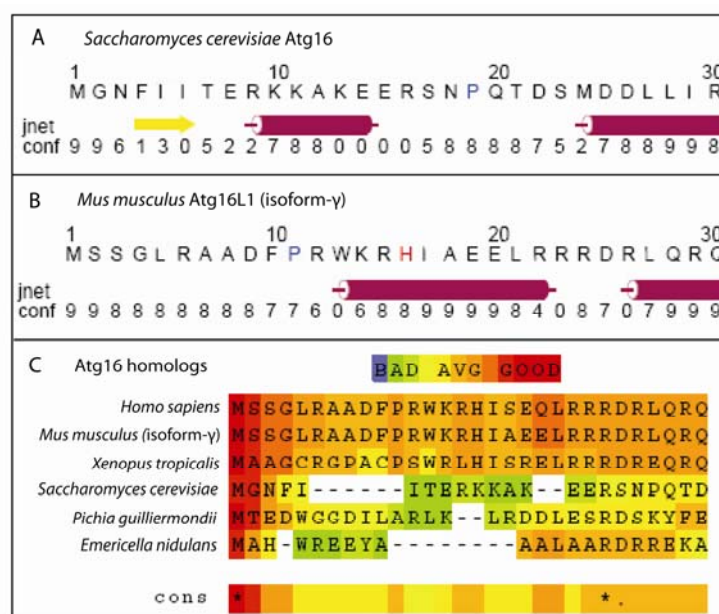 A Saccharomyces cerevisiae Atg16
1 10 20 30
M G N F I I T E R K K A K E E R S N P Q T D S M D D L L I R
jnet
conf 9 9 6 1 3 0 5 2 2 7 8 8 0 0 0 0 5 8 8 8 8 7 5 2 7 8 8 9 9 8
B Mus musculus Atg16L1 (isoform-γ)
1 10 20 30
M S S G L R A A D F P R W K R H I A E E L R R R D R L Q R Q
jnet
conf 9 9 8 8 8 8 8 8 8 7 7 6 0 6 8 8 9 9 9 9 8 4 0 8 7 0 7 9 9 9
C Atg16 homologs BAD AVG GOOD
Homo sapiens MSSGLRAADFPRWKRHISEQLRRRDRLQRQ
Mus musculus (isoform-γ) MSSGLRAADFPRWKRHIAEELRRRDRLQRQ
Xenopus tropicalis MAAGCRGPACPSWRLHISRELRRRDREQRQ
Saccharomyces cerevisiae MGNFI------ITERKKAK--EERSNPQTD
Pichia guilliermondii MTEDWGGDILARLK--LRDDLESRDSKYFE
Emericella nidulans MAH-WREEYA--------AALAARDRREKA
cons * *.